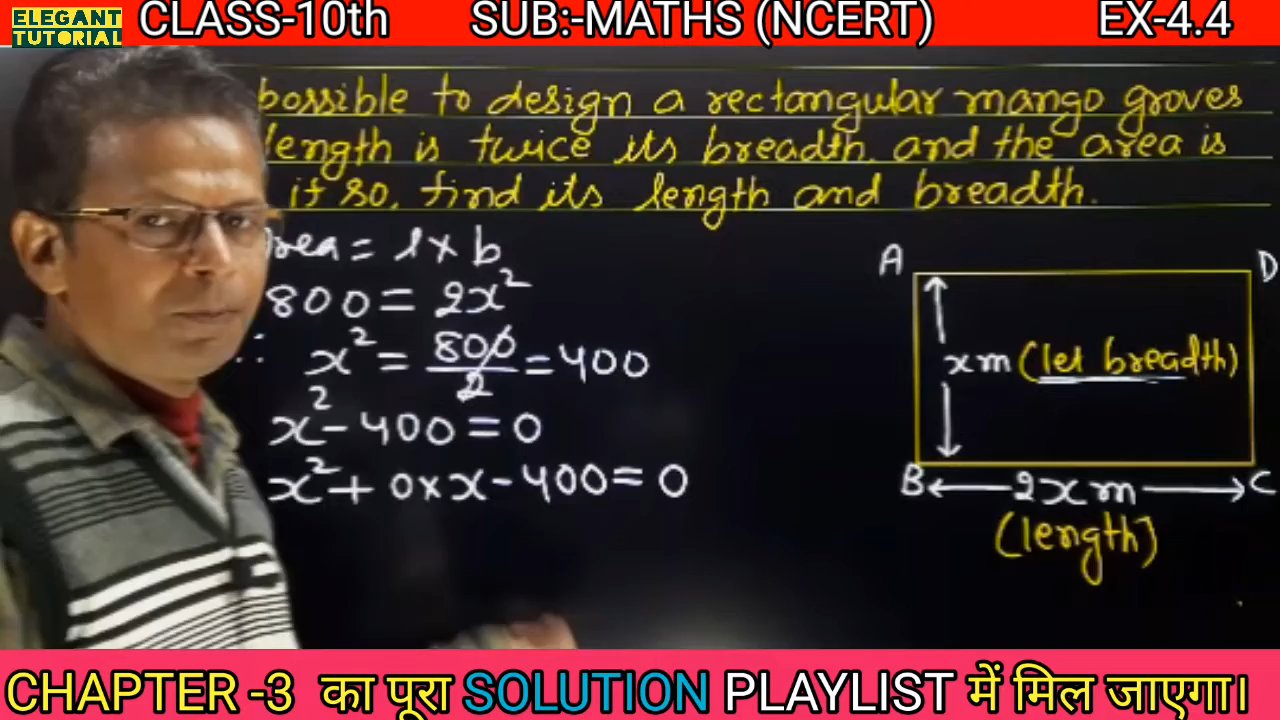 ELEGANT
TUTORIAL
CLASS-10th SUB:-MATHS (NCERT) EX-4.4
possible to design a rectangular mango groves
length is twice its breadth, and the area is
if so, find its length and breadth.
rea = l × b
800 = 2x²
∴ x² = 800/2 = 400
x² - 400 = 0
x² + 0 × x - 400 = 0
A D
x m (let breadth)
B 2x m C
(length)
CHAPTER -3 का पूरा SOLUTION PLAYLIST में मिल जाएगा।